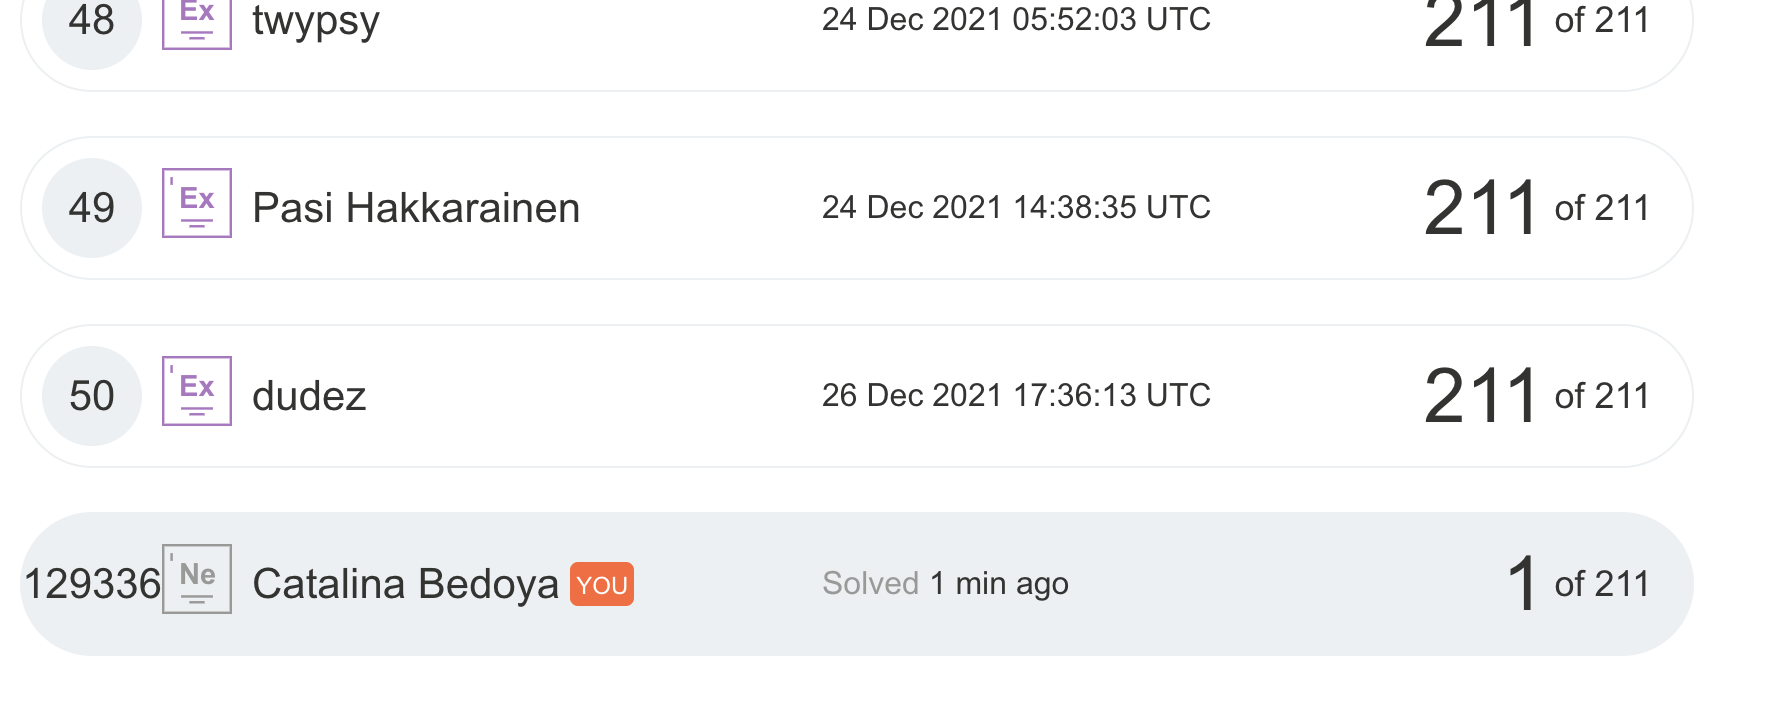 48 Ex twypsy 24 Dec 2021 05:52:03 UTC 211 of 211
49 Ex Pasi Hakkarainen 24 Dec 2021 14:38:35 UTC 211 of 211
50 Ex dudez 26 Dec 2021 17:36:13 UTC 211 of 211
129336 Ne Catalina Bedoya YOU Solved 1 min ago 1 of 211